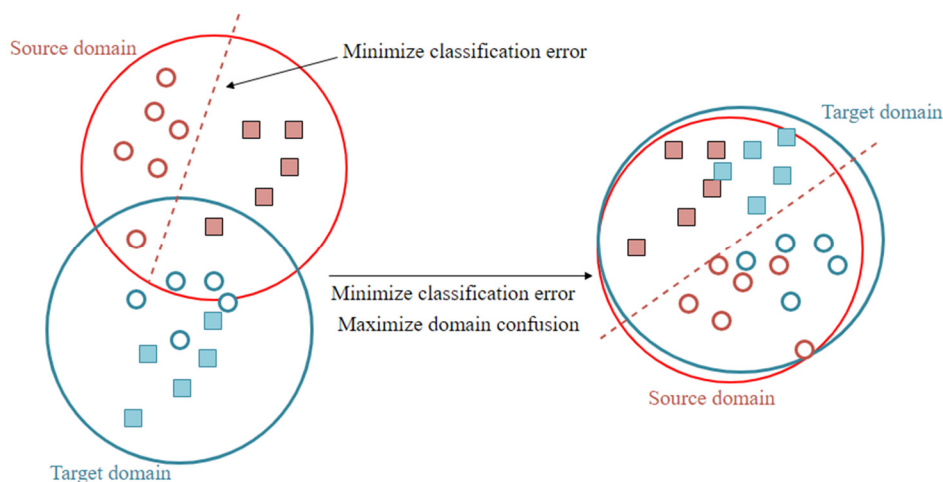 Source domain
Minimize classification error
Target domain
Minimize classification error
Maximize domain confusion
Source domain
Target domain